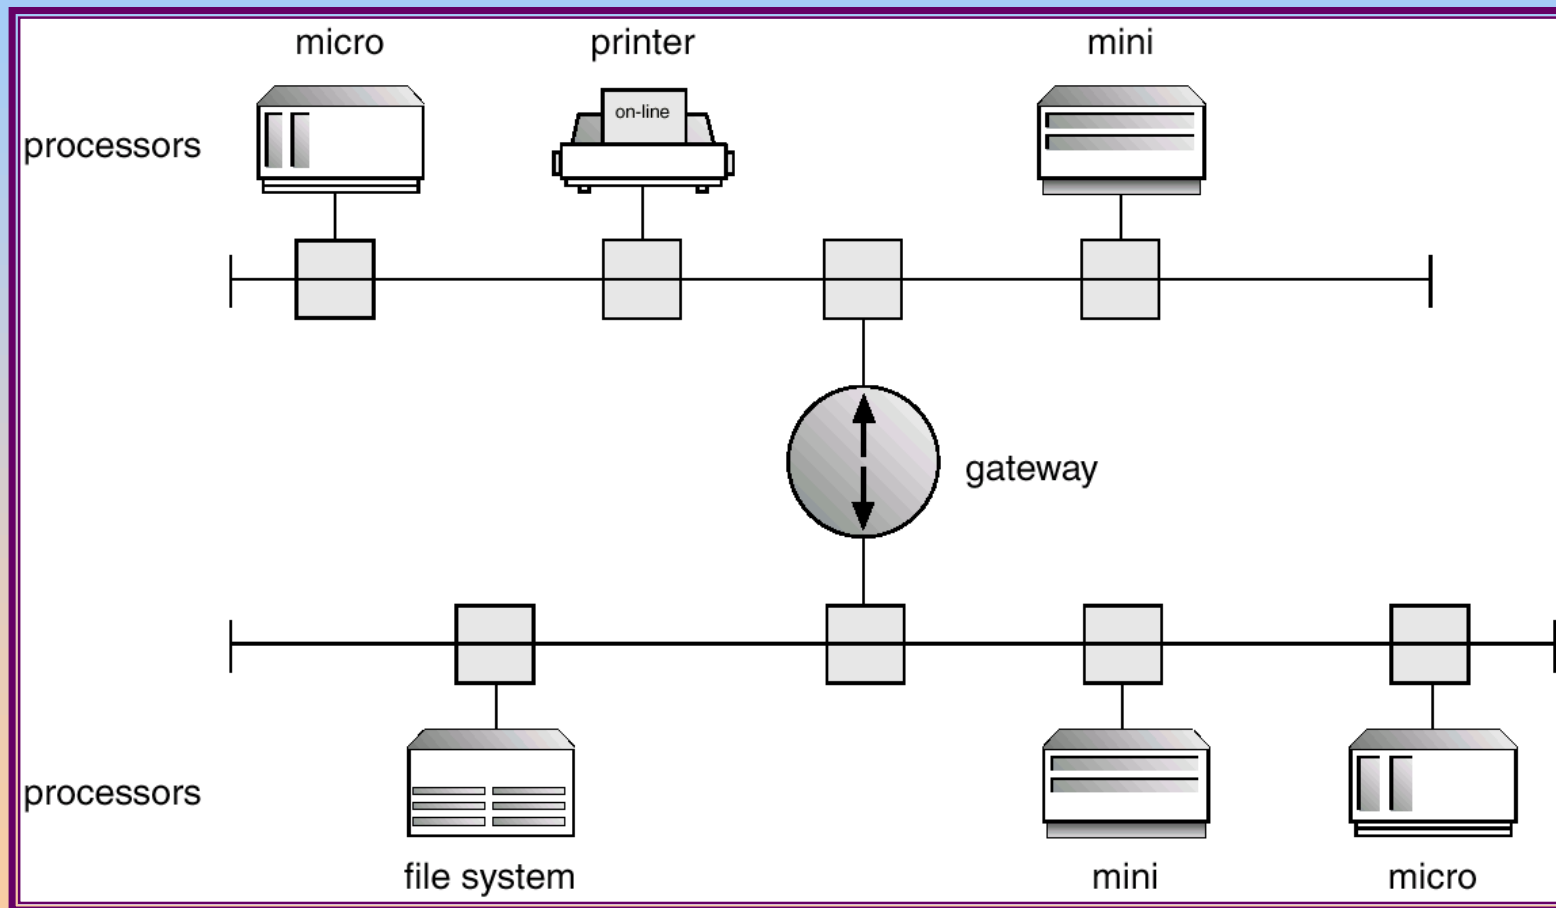 micro
printer
mini
on-line
processors
gateway
processors
file system
mini
micro